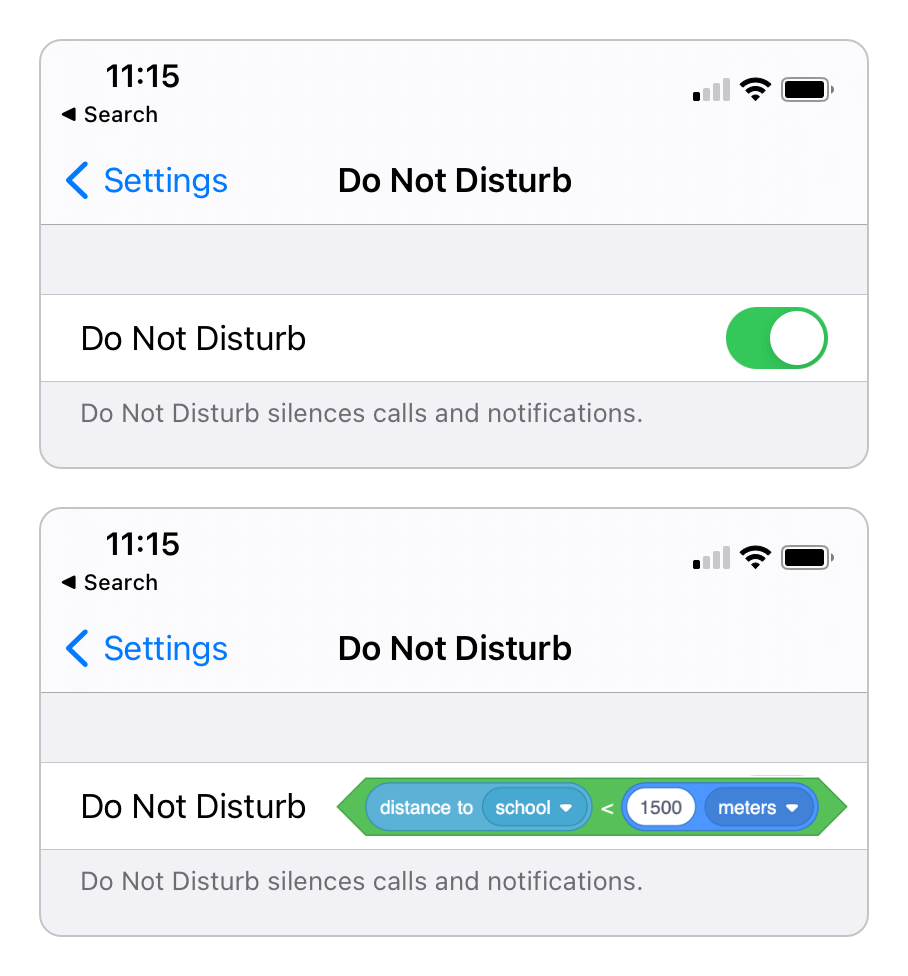 11:15
◀ Search
Settings
Do Not Disturb
Do Not Disturb
Do Not Disturb silences calls and notifications.
11:15
◀ Search
Settings
Do Not Disturb
Do Not Disturb distance to school < 1500 meters
Do Not Disturb silences calls and notifications.